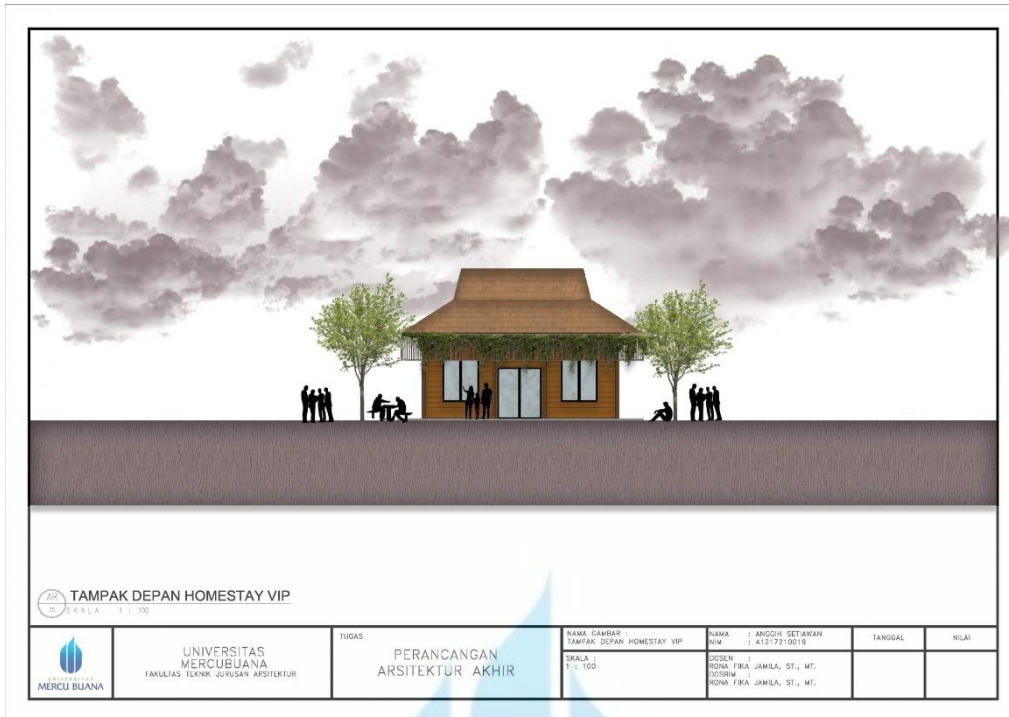 AR
TAMPAK DEPAN HOMESTAY VIP
SKALA 1 : 100
UNIVERSITAS
MERCU BUANA
UNIVERSITAS
MERCUBUANA
FAKULTAS TEKNIK JURUSAN ARSITEKTUR
TUGAS
PERANCANGAN
ARSITEKTUR AKHIR
NAMA GAMBAR :
TAMPAK DEPAN HOMESTAY VIP
SKALA :
1 : 100
NAMA : ANGGIH SETIAWAN
NIM : 41217210019
DOSEN :
RONA FIKA JAMILA, ST., MT.
DOSBIM :
RONA FIKA JAMILA, ST., MT.
TANGGAL
NILAI